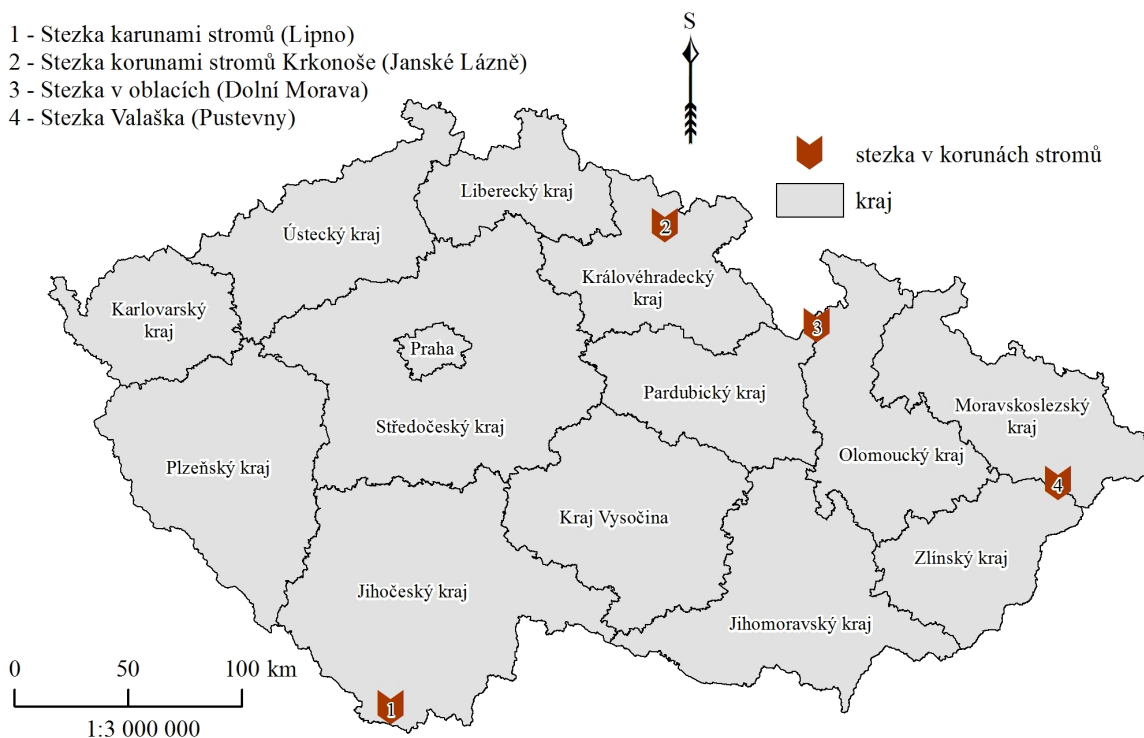 1 - Stezka karunami stromů (Lipno)
2 - Stezka korunami stromů Krkonoše (Janské Lázně)
3 - Stezka v oblacích (Dolní Morava)
4 - Stezka Valaška (Pustevny)
S
stezka v korunách stromů
kraj
Liberecký kraj
2
Ústecký kraj
Královéhradecký
kraj
Karlovarský
kraj
3
Praha
Pardubický kraj
Moravskoslezský
kraj
Středočeský kraj
Olomoucký kraj
Plzeňský kraj
4
Kraj Vysočina
Zlínský kraj
Jihočeský kraj
Jihomoravský kraj
0 50 100 km
1:3 000 000
1